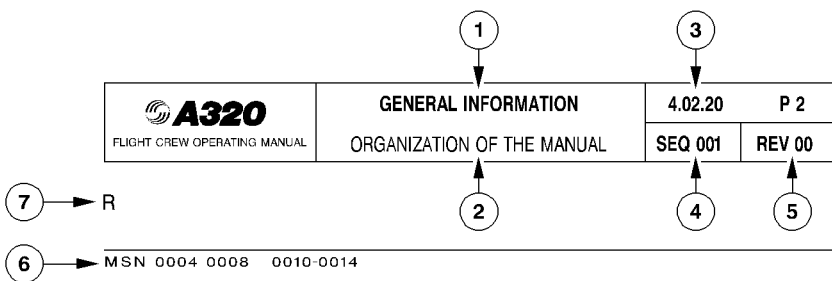 1 3
A320 GENERAL INFORMATION 4.02.20 P 2
FLIGHT CREW OPERATING MANUAL ORGANIZATION OF THE MANUAL SEQ 001 REV 00
7 R 2 4 5
6 MSN 0004 0008 0010-0014